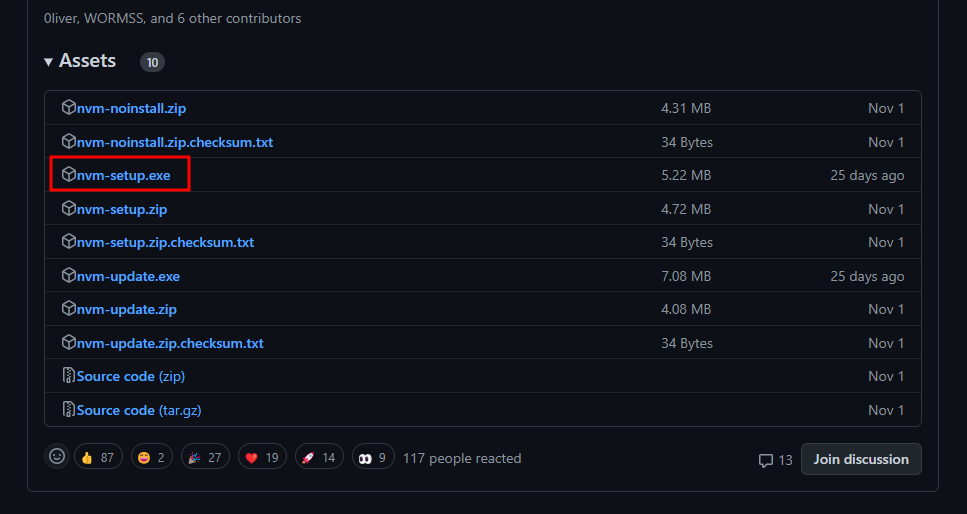 0liver, WORMSS, and 6 other contributors
Assets 10
nvm-noinstall.zip 4.31 MB Nov 1
nvm-noinstall.zip.checksum.txt 34 Bytes Nov 1
nvm-setup.exe 5.22 MB 25 days ago
nvm-setup.zip 4.72 MB Nov 1
nvm-setup.zip.checksum.txt 34 Bytes Nov 1
nvm-update.exe 7.08 MB 25 days ago
nvm-update.zip 4.08 MB Nov 1
nvm-update.zip.checksum.txt 34 Bytes Nov 1
Source code (zip) Nov 1
Source code (tar.gz) Nov 1
87 2 27 19 14 9 117 people reacted 13 Join discussion